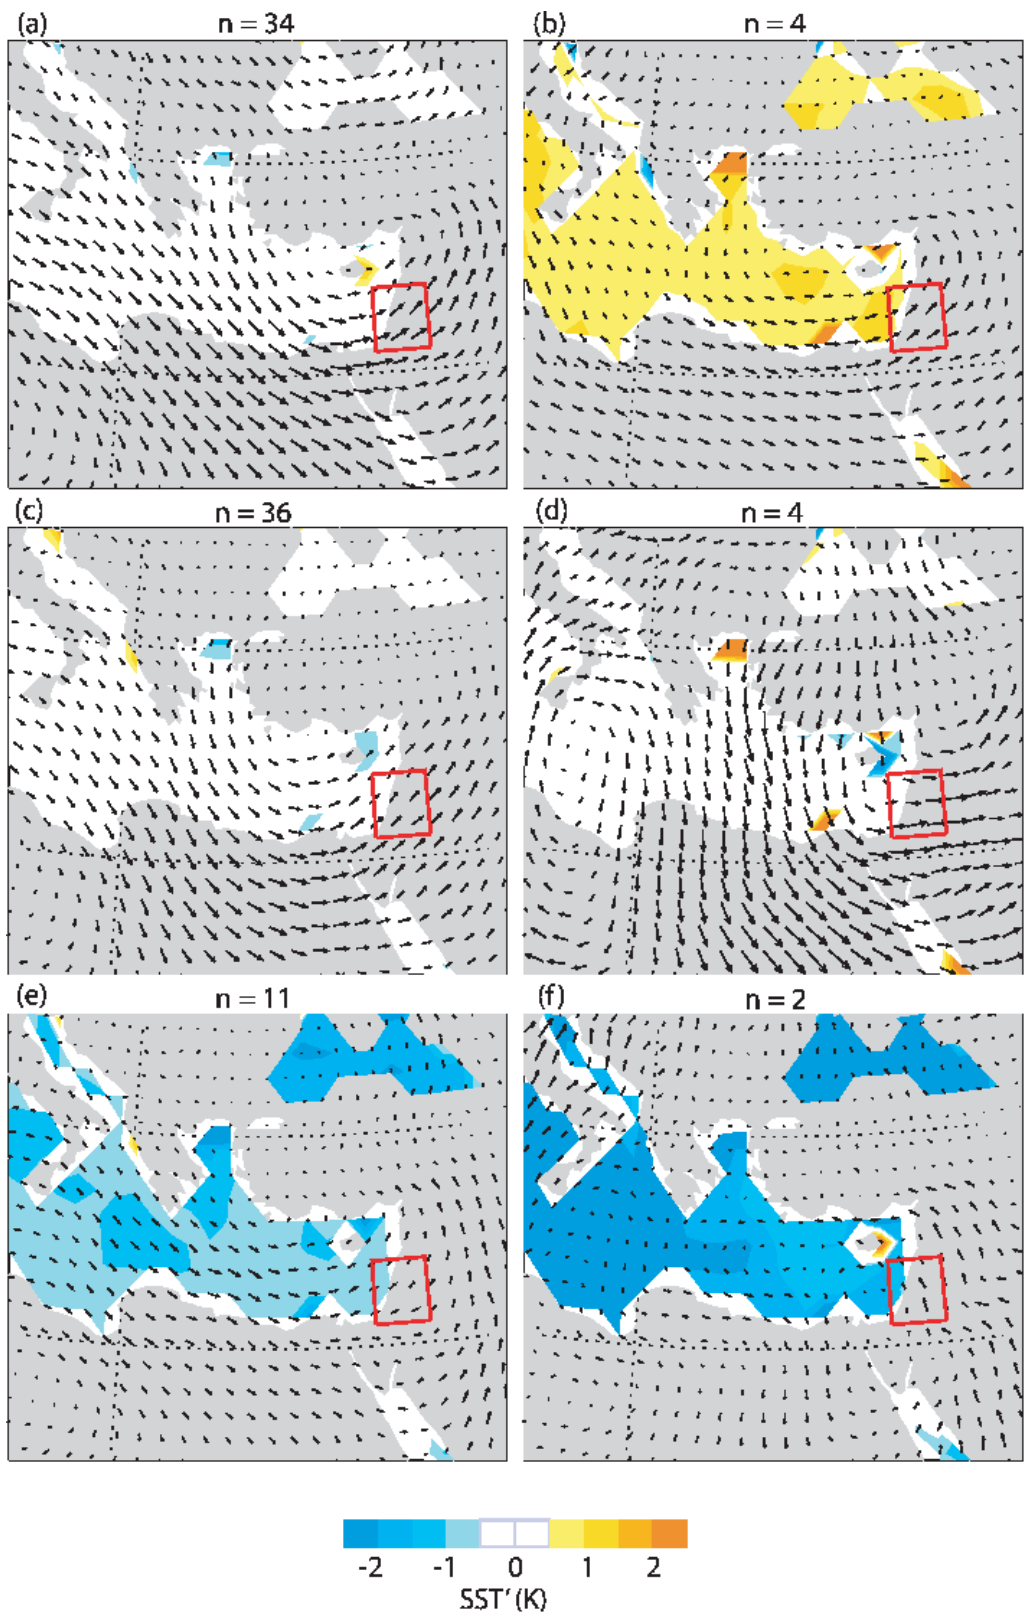 (a) n = 34
(b) n = 4
(c) n = 36
(d) n = 4
(e) n = 11
(f) n = 2
-2 -1 0 1 2
SST′ (K)